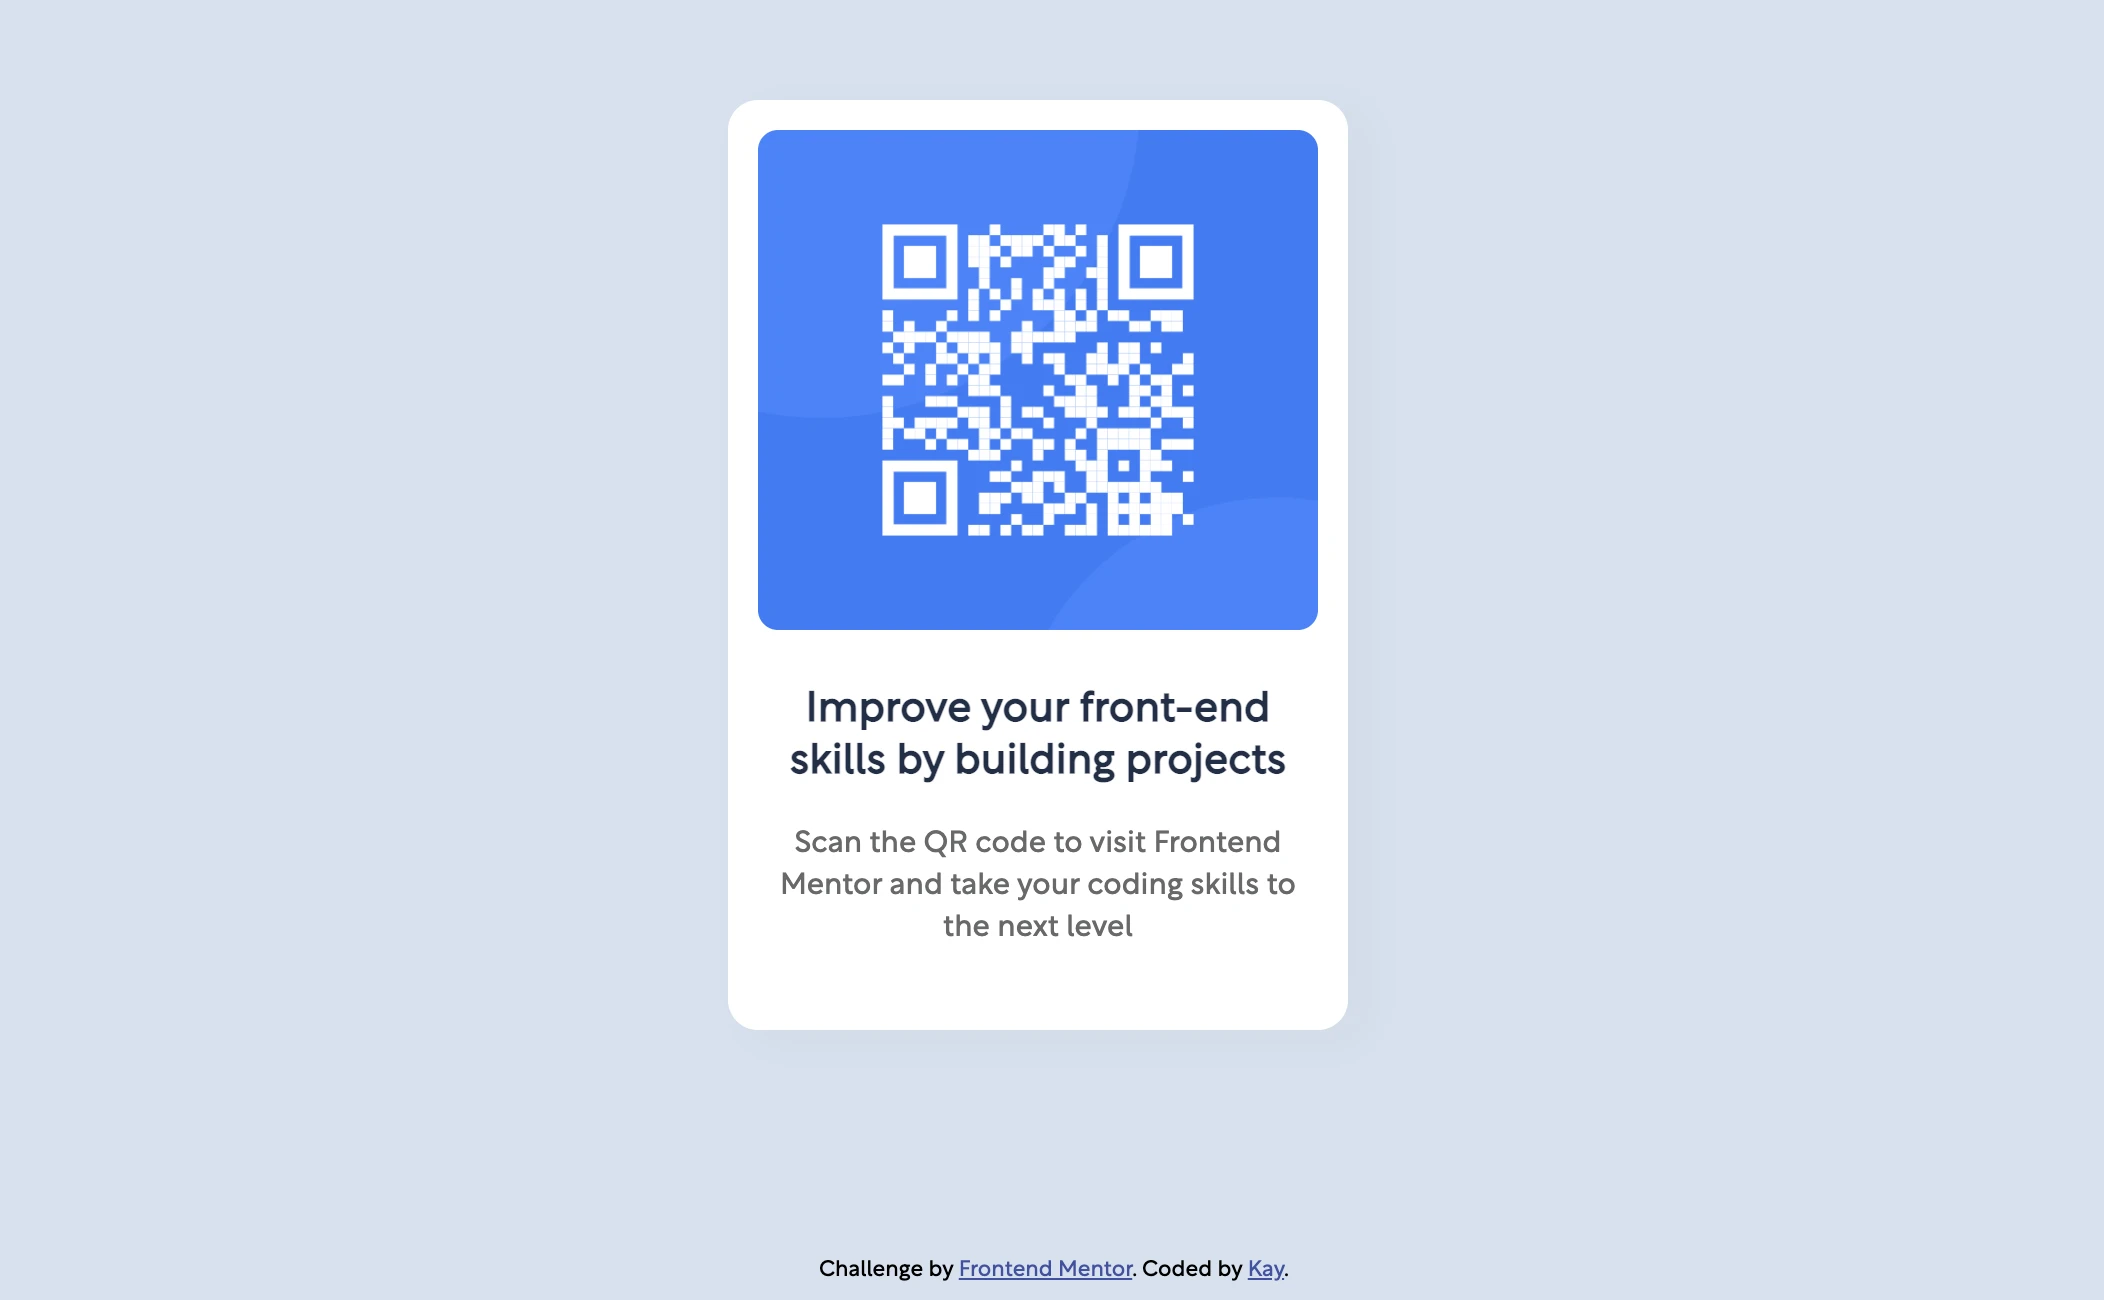 Improve your front-end
skills by building projects
Scan the QR code to visit Frontend
Mentor and take your coding skills to
the next level
Challenge by Frontend Mentor. Coded by Kay.